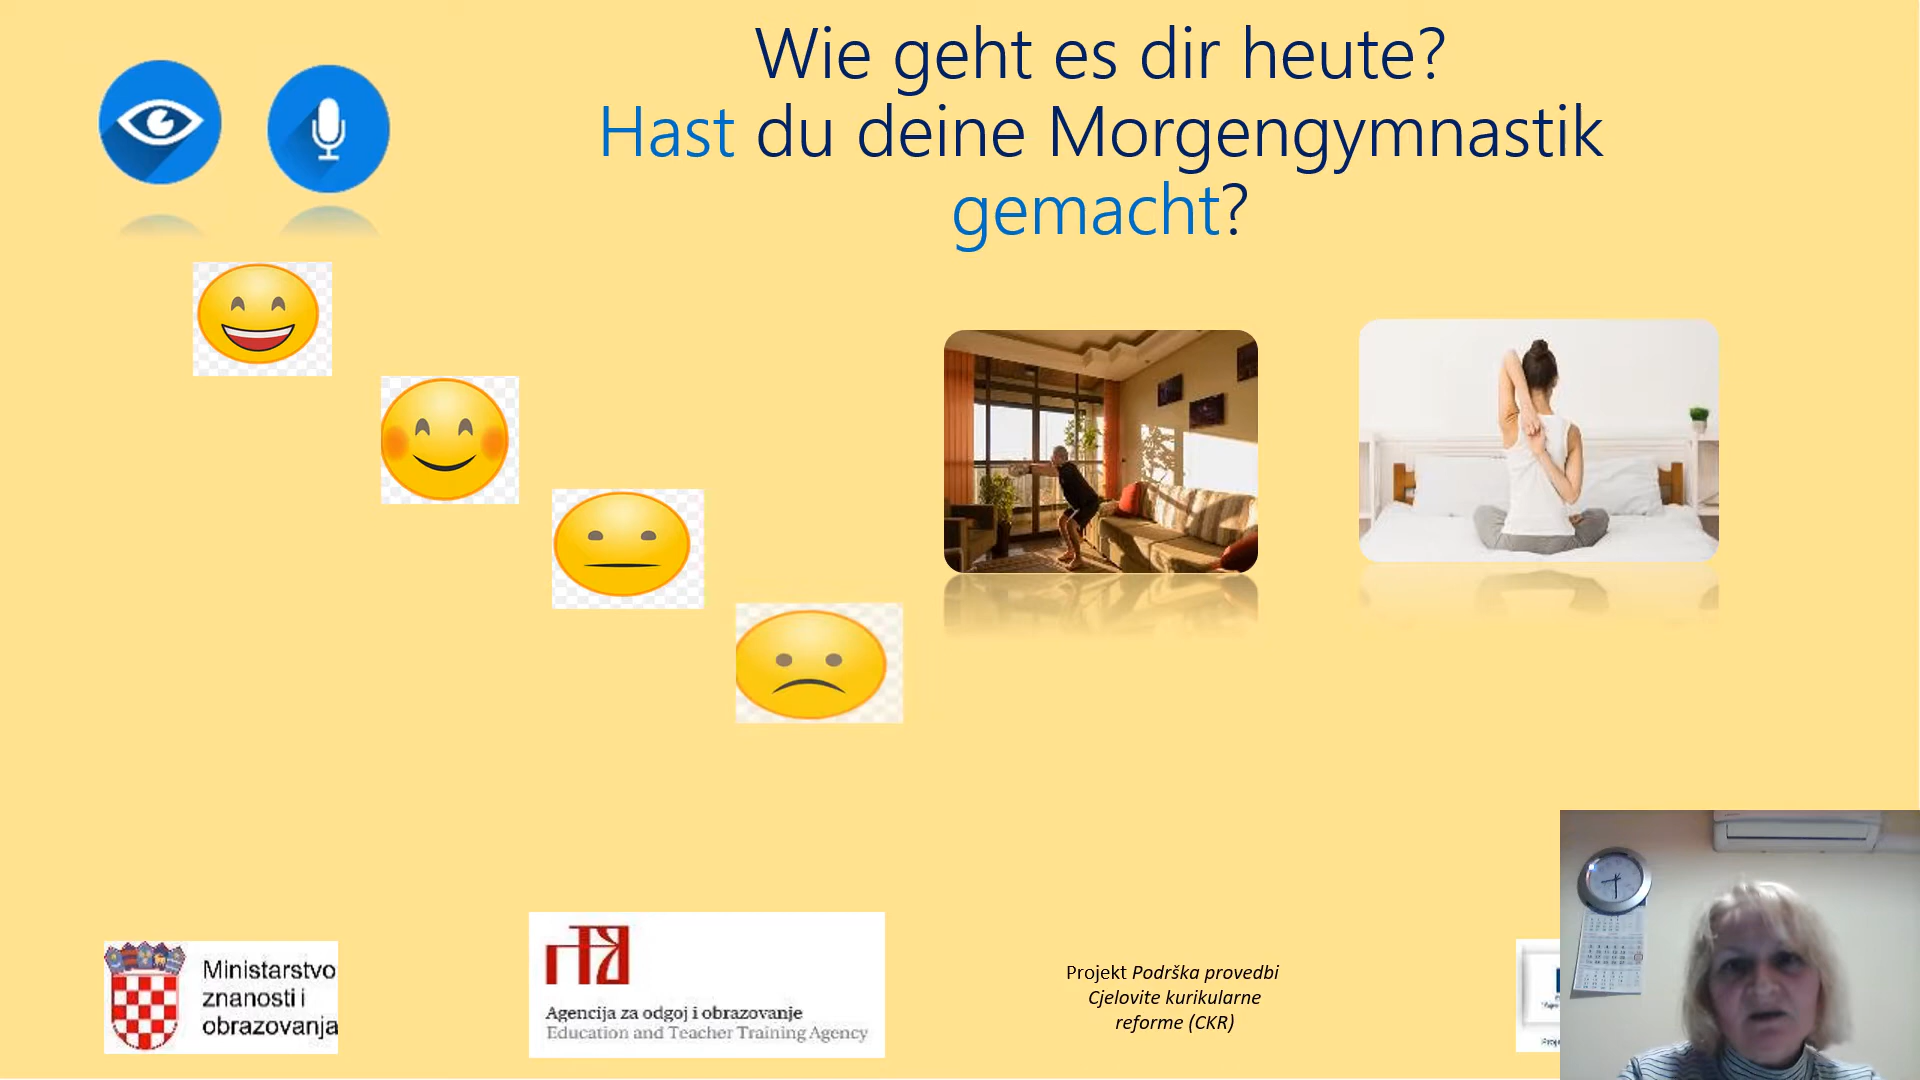 Wie geht es dir heute?
Hast du deine Morgengymnastik
gemacht?
Ministarstvo
znanosti i
obrazovanja
Agencija za odgoj i obrazovanje
Education and Teacher Training Agency
Projekt Podrška provedbi
Cjelovite kurikularne
reforme (CKR)